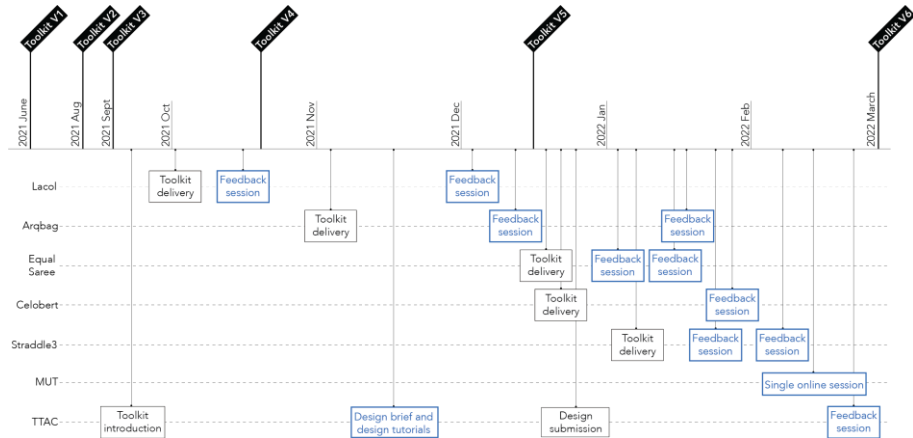 Toolkit V1
Toolkit V2
Toolkit V3
Toolkit V4
Toolkit V5
Toolkit V6
2021 June
2021 Aug
2021 Sept
2021 Oct
2021 Nov
2021 Dec
2022 Jan
2022 Feb
2022 March
Lacol
Toolkit
delivery
Feedback
session
Feedback
session
Arqbag
Toolkit
delivery
Feedback
session
Feedback
session
Equal
Saree
Toolkit
delivery
Feedback
session
Feedback
session
Celobert
Toolkit
delivery
Feedback
session
Straddle3
Toolkit
delivery
Feedback
session
Feedback
session
MUT
Single online session
TTAC
Toolkit
introduction
Design brief and
design tutorials
Design
submission
Feedback
session